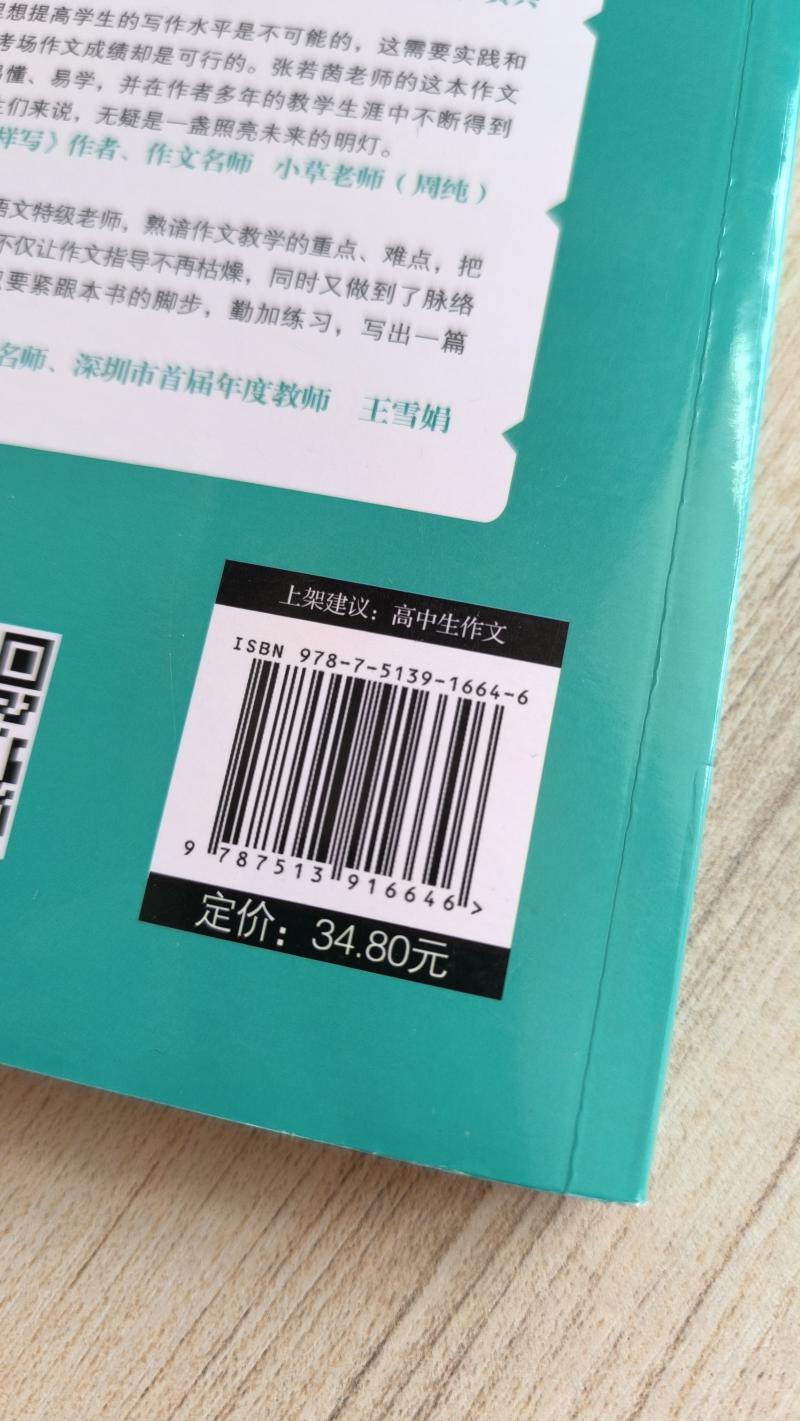 想提高学生的写作水平是不可能的，这需要实践和
考场作文成绩却是可行的。张若茵老师的这本作文
易懂、易学，并在作者多年的教学生涯中不断得到
生们来说，无疑是一盏照亮未来的明灯。
样写》作者、作文名师 小草老师（周纯）
语文特级老师，熟谙作文教学的重点、难点，把
不仅让作文指导不再枯燥，同时又做到了脉络
要紧跟本书的脚步，勤加练习，写出一篇
名师、深圳市首届年度教师 王雪娟
上架建议：高中生作文
ISBN 978-7-5139-1664-6
9 787513 916646 >
定价：34.80元